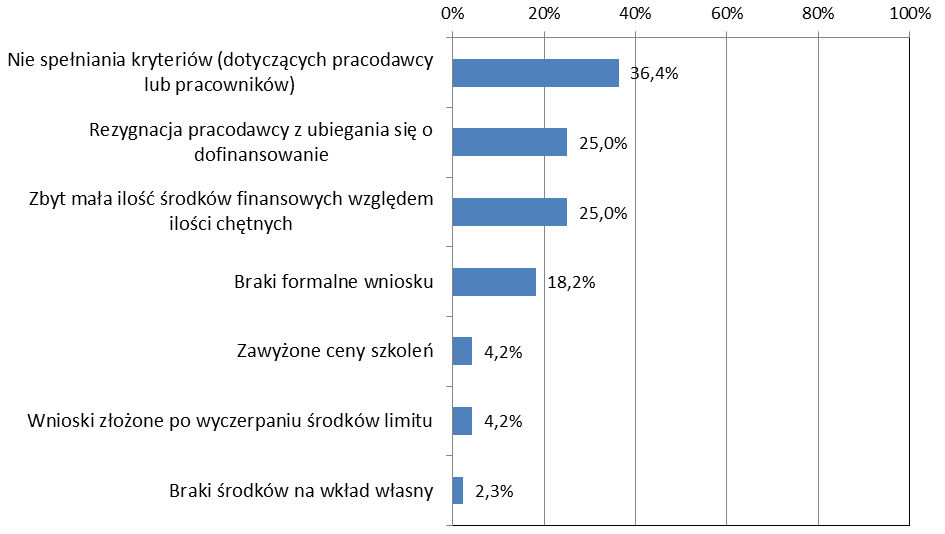 0% 20% 40% 60% 80% 100%
Nie spełniania kryteriów (dotyczących pracodawcy
lub pracowników)
36,4%
Rezygnacja pracodawcy z ubiegania się o
dofinansowanie
25,0%
Zbyt mała ilość środków finansowych względem
ilości chętnych
25,0%
Braki formalne wniosku
18,2%
Zawyżone ceny szkoleń
4,2%
Wnioski złożone po wyczerpaniu środków limitu
4,2%
Braki środków na wkład własny
2,3%